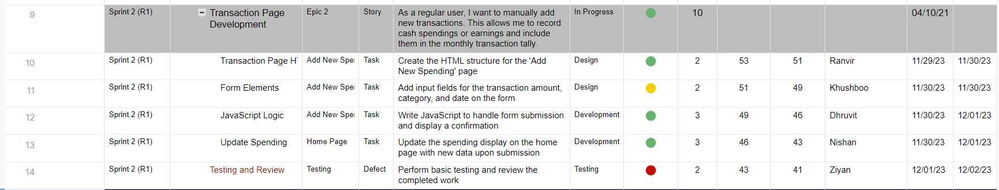 9 Sprint 2 (R1) Transaction Page Development Epic 2 Story As a regular user, I want to manually add new transactions. This allows me to record cash spendings or earnings and include them in the monthly transaction tally. In Progress 10 04/10/21
10 Sprint 2 (R1) Transaction Page Add New Task Create the HTML structure for the 'Add New Spending' page Design 2 53 51 Ranvir 11/29/23 11/30/23
11 Sprint 2 (R1) Form Elements Add New Task Add input fields for the transaction amount, category, and date on the form Design 2 51 49 Khushboo 11/30/23 11/30/23
12 Sprint 2 (R1) JavaScript Logic Add New Task Write JavaScript to handle form submission and display a confirmation Development 3 49 46 Dhruvit 11/30/23 12/01/23
13 Sprint 2 (R1) Update Spending Home Page Task Update the spending display on the home page with new data upon submission Development 3 46 43 Nishan 11/30/23 12/01/23
14 Sprint 2 (R1) Testing and Review Testing Defect Perform basic testing and review the completed work Testing 2 43 41 Ziyan 12/01/23 12/02/23